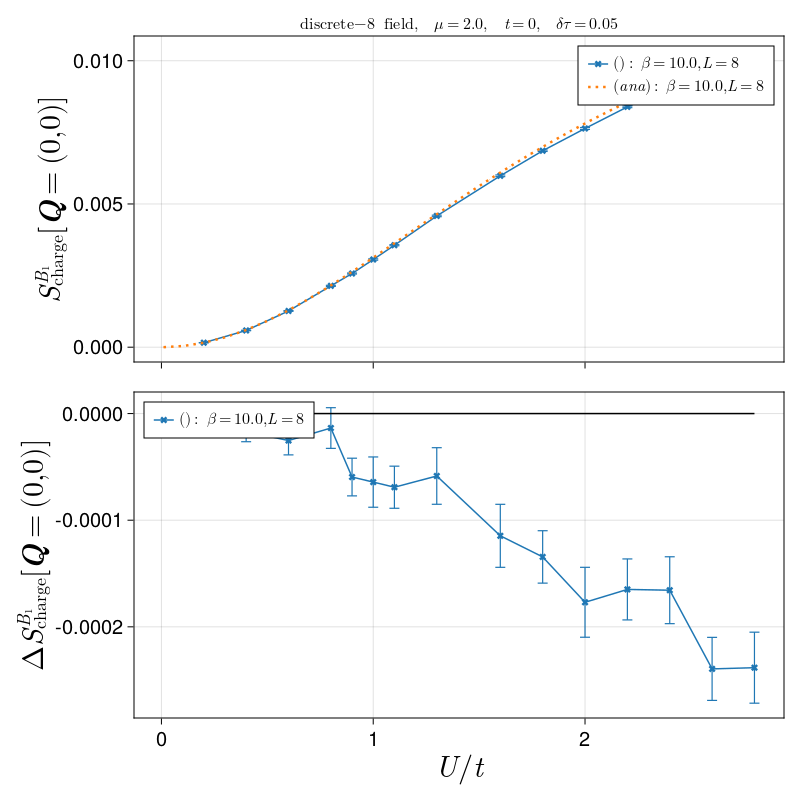 discrete−8 field, μ = 2.0, t = 0, δτ = 0.05
S^{B_1}_{charge}[Q = (0,0)]
0.010
0.005
0.000
(): β = 10.0, L = 8
(ana): β = 10.0, L = 8
ΔS^{B_1}_{charge}[Q = (0,0)]
0.0000
-0.0001
-0.0002
(): β = 10.0, L = 8
0 1 2
U/t